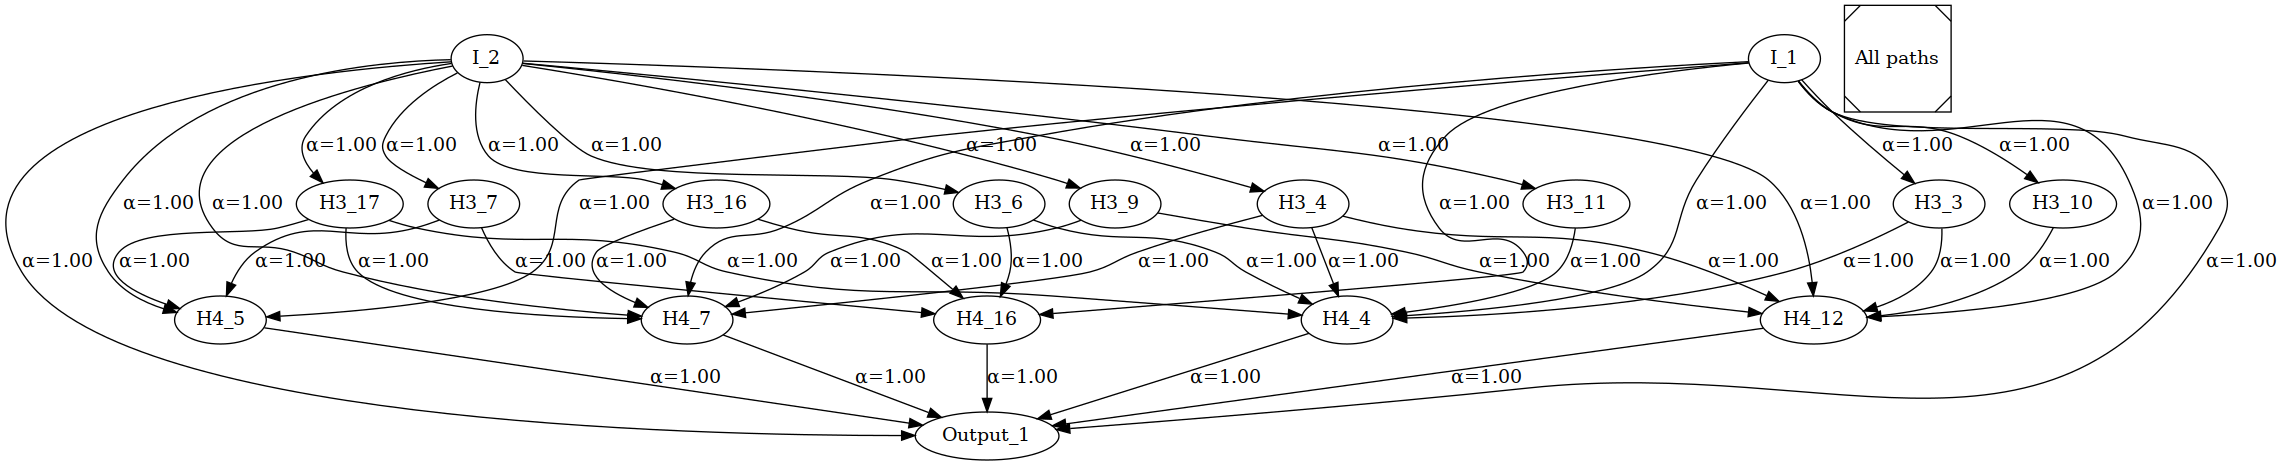 I_2
I_1
All paths
α=1.00 α=1.00 α=1.00 α=1.00 α=1.00 α=1.00 α=1.00 α=1.00 α=1.00
α=1.00 H3_17 α=1.00 H3_7 α=1.00 H3_16 α=1.00 H3_6 H3_9 H3_4 α=1.00 H3_11 α=1.00 α=1.00 H3_3 H3_10 α=1.00
α=1.00 α=1.00 α=1.00 α=1.00 α=1.00 α=1.00 α=1.00 α=1.00 α=1.00 α=1.00 α=1.00 α=1.00 α=1.00 α=1.00 α=1.00 α=1.00 α=1.00 α=1.00 α=1.00
H4_5 H4_7 H4_16 H4_4 H4_12
α=1.00 α=1.00 α=1.00 α=1.00 α=1.00
Output_1